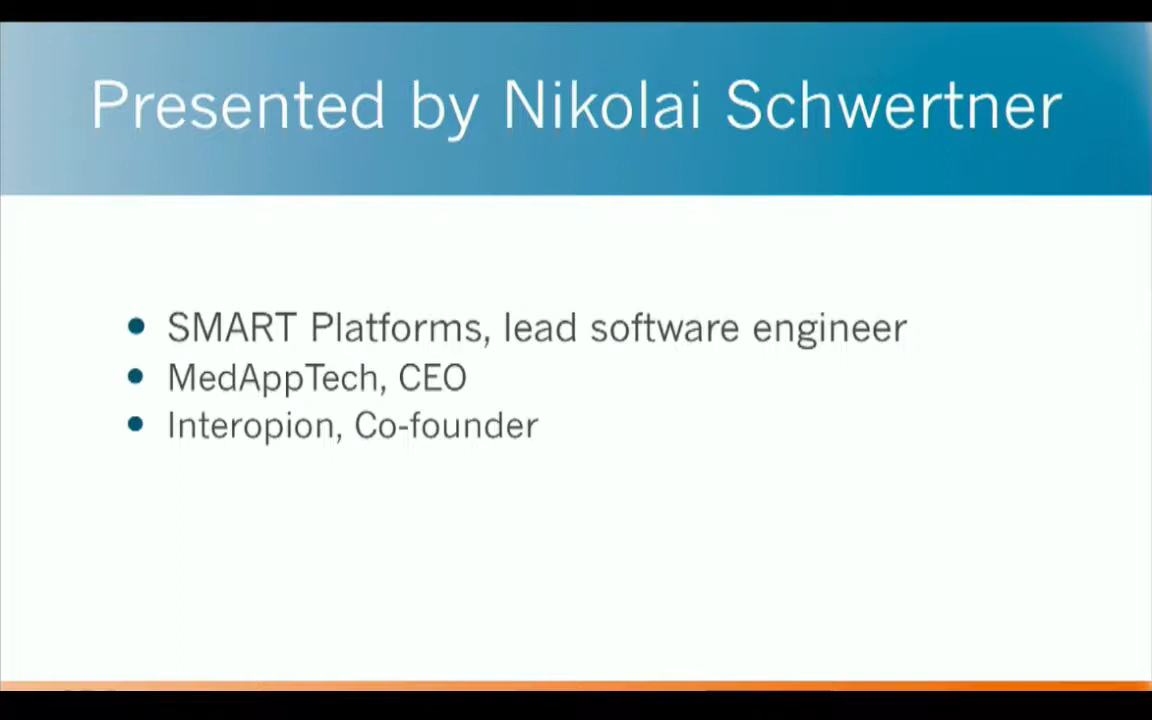 Presented by Nikolai Schwertner
• SMART Platforms, lead software engineer
• MedAppTech, CEO
• Interopion, Co-founder